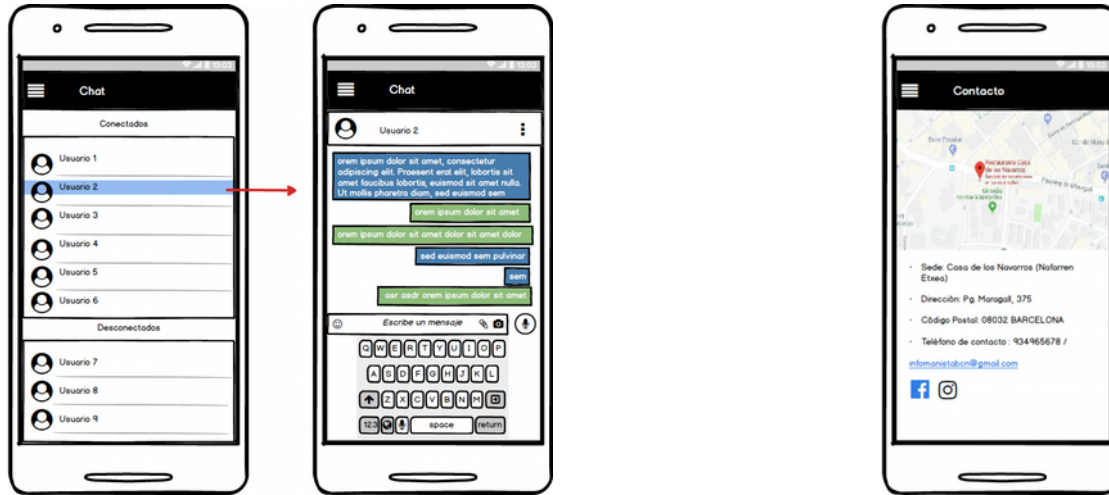 13:03
Chat
Conectados
Usuario 1
Usuario 2
Usuario 3
Usuario 4
Usuario 5
Usuario 6
Desconectados
Usuario 7
Usuario 8
Usuario 9
13:03
Chat
Usuario 2
orem ipsum dolor sit amet, consectetur
adipiscing elit. Praesent erat elit, lobortis sit
amet faucibus lobortis, euismod sit amet nulla.
Ut mollis pharetra diam, sed euismod sem
orem ipsum dolor sit amet
orem ipsum dolor sit amet dolor sit amet dolor
sed euismod sem pulvinar
sem
asr asdr orem ipsum dolor sit amet
Escribe un mensaje
Q W E R T Y U I O P
A S D F G H J K L
Z X C V B N M
123 space return
13:03
Contacto
Restaurante Casa
de los Navarros
· Sede: Casa de los Navarros (Nafarren
Etxea)
· Dirección: Pg. Maragall, 375
· Código Postal: 08032 BARCELONA
· Teléfono de contacto : 934965678 /
infomanistabcn@gmail.com